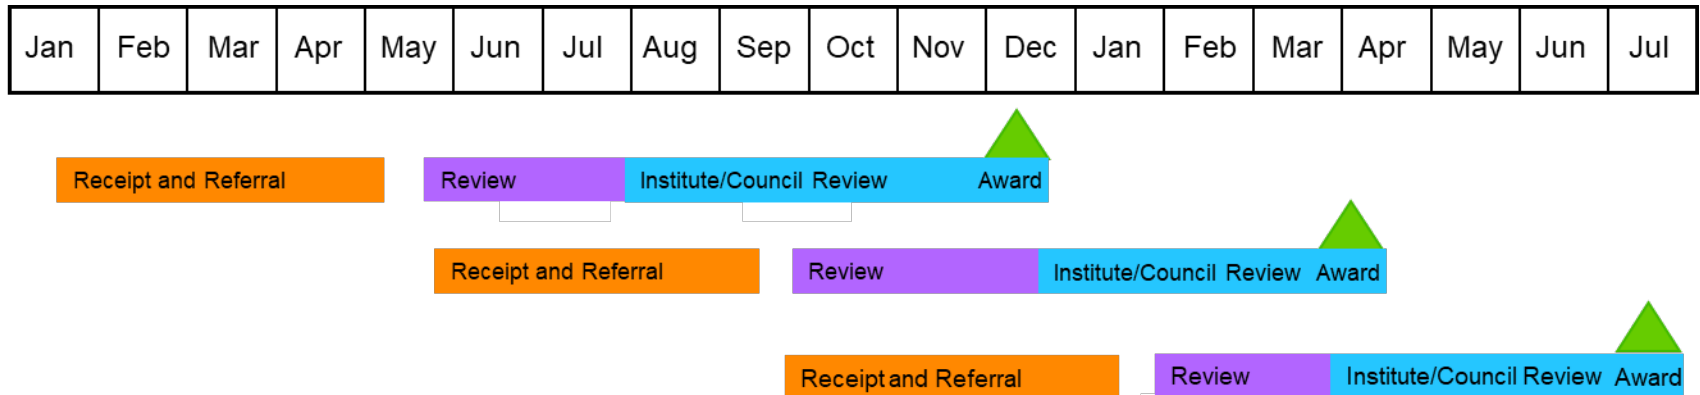 Jan Feb Mar Apr May Jun Jul Aug Sep Oct Nov Dec Jan Feb Mar Apr May Jun Jul
Receipt and Referral Review Institute/Council Review Award
Receipt and Referral Review Institute/Council Review Award
Receipt and Referral Review Institute/Council Review Award